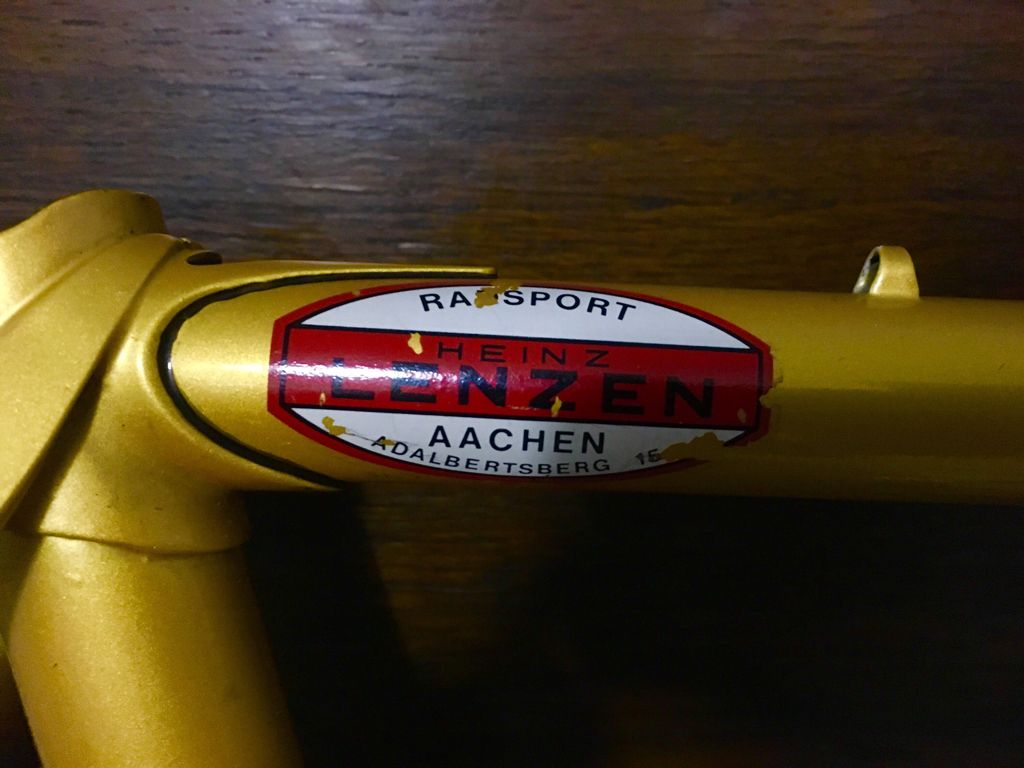 RADSPORT
HEINZ
LENZEN
AACHEN
ADALBERTSBERG 15